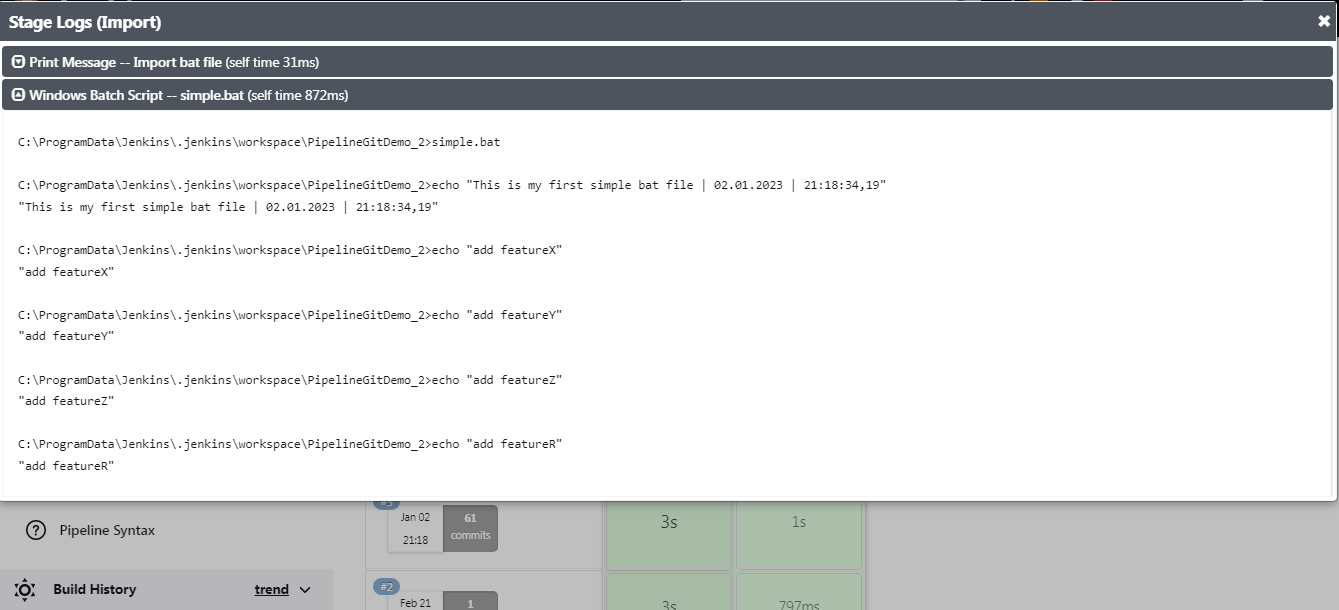 Stage Logs (Import)
Print Message -- Import bat file (self time 31ms)
Windows Batch Script -- simple.bat (self time 872ms)
C:\ProgramData\Jenkins\.jenkins\workspace\PipelineGitDemo_2>simple.bat
C:\ProgramData\Jenkins\.jenkins\workspace\PipelineGitDemo_2>echo "This is my first simple bat file | 02.01.2023 | 21:18:34,19"
"This is my first simple bat file | 02.01.2023 | 21:18:34,19"
C:\ProgramData\Jenkins\.jenkins\workspace\PipelineGitDemo_2>echo "add featureX"
"add featureX"
C:\ProgramData\Jenkins\.jenkins\workspace\PipelineGitDemo_2>echo "add featureY"
"add featureY"
C:\ProgramData\Jenkins\.jenkins\workspace\PipelineGitDemo_2>echo "add featureZ"
"add featureZ"
C:\ProgramData\Jenkins\.jenkins\workspace\PipelineGitDemo_2>echo "add featureR"
"add featureR"
Pipeline Syntax
Jan 02
21:18
61
commits
3s
1s
Build History
trend
#2
Feb 21
1
3s
797ms